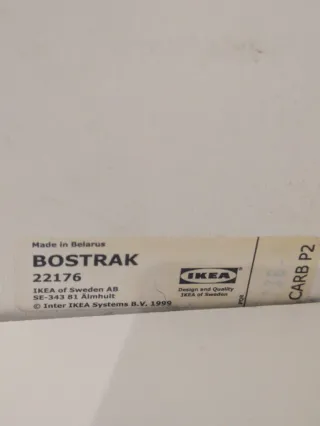 Made in Belarus
BOSTRAK
22176
IKEA of Sweden AB
SE-343 81 Älmhult
© Inter IKEA Systems B.V. 1999
IKEA
Design and Quality
IKEA of Sweden
CARB P2